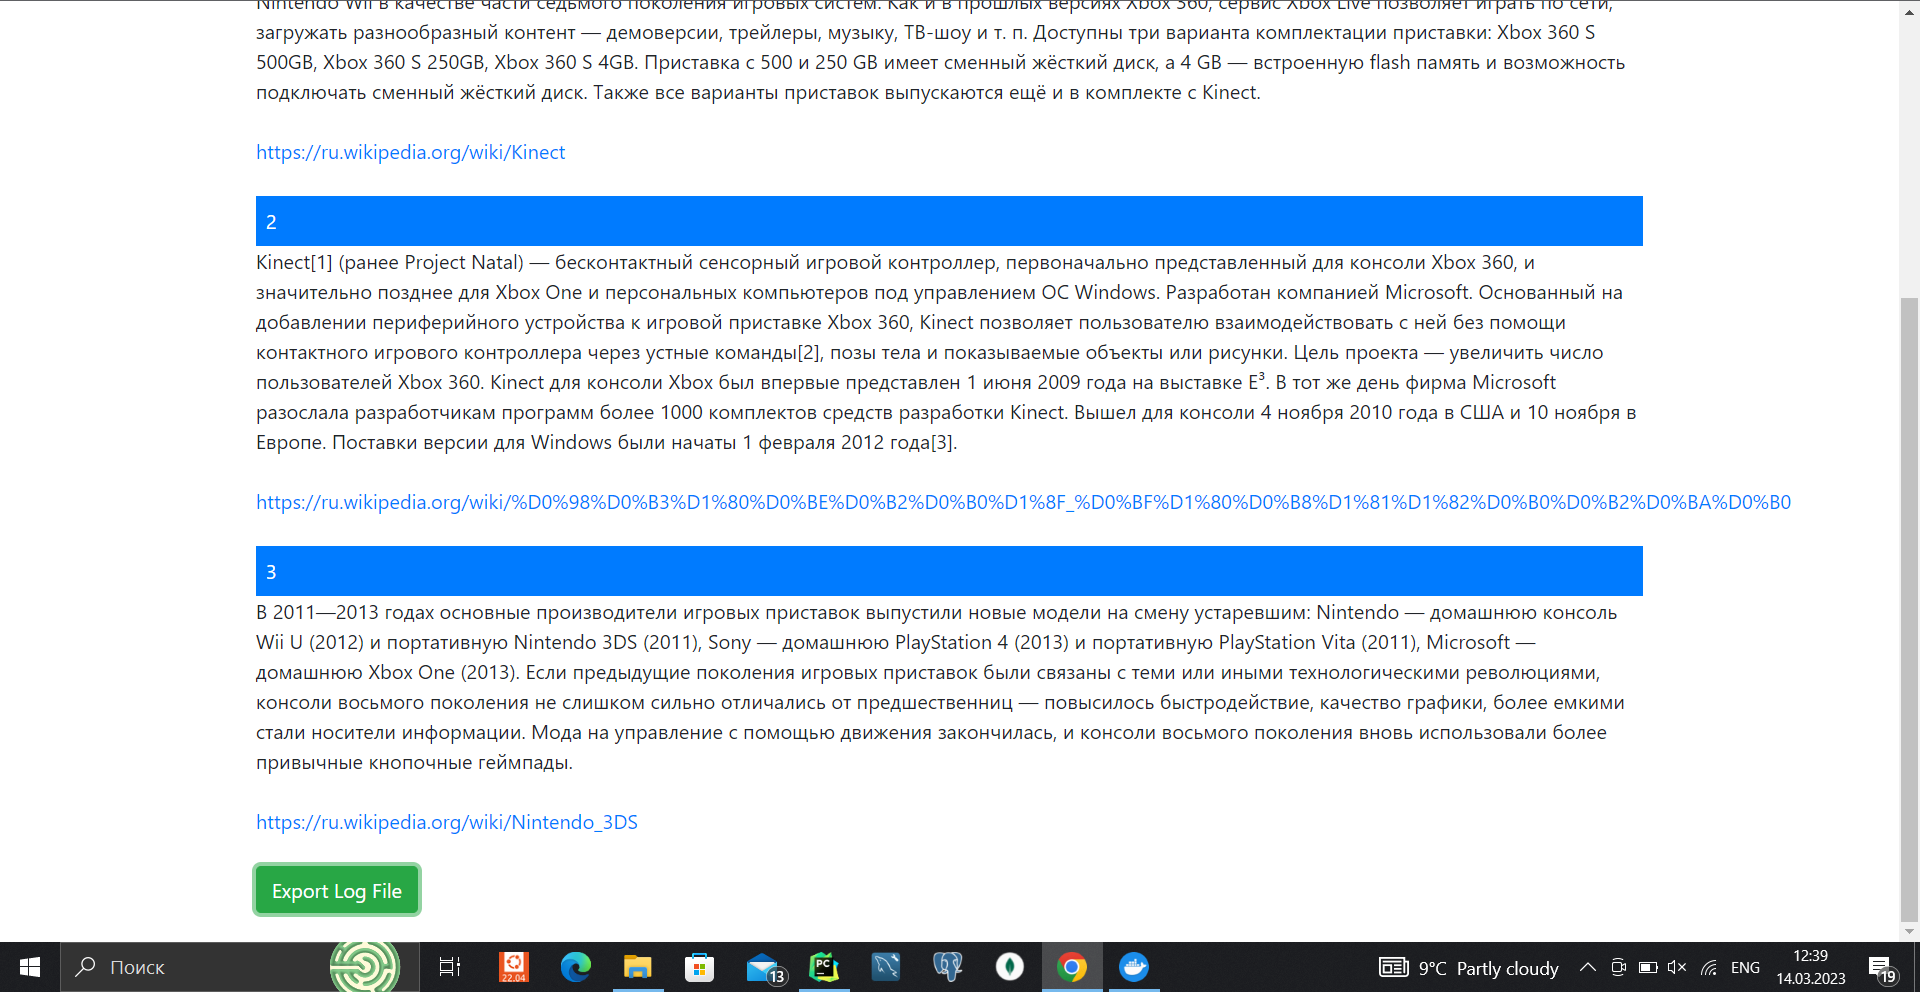 Nintendo Wii в качестве части седьмого поколения игровых систем. Как и в прошлых версиях Xbox 360, сервис Xbox Live позволяет играть по сети,
загружать разнообразный контент — демоверсии, трейлеры, музыку, ТВ-шоу и т. п. Доступны три варианта комплектации приставки: Xbox 360 S
500GB, Xbox 360 S 250GB, Xbox 360 S 4GB. Приставка с 500 и 250 GB имеет сменный жёсткий диск, а 4 GB — встроенную flash память и возможность
подключать сменный жёсткий диск. Также все варианты приставок выпускаются ещё и в комплекте с Kinect.
https://ru.wikipedia.org/wiki/Kinect
2
Kinect[1] (ранее Project Natal) — бесконтактный сенсорный игровой контроллер, первоначально представленный для консоли Xbox 360, и
значительно позднее для Xbox One и персональных компьютеров под управлением ОС Windows. Разработан компанией Microsoft. Основанный на
добавлении периферийного устройства к игровой приставке Xbox 360, Kinect позволяет пользователю взаимодействовать с ней без помощи
контактного игрового контроллера через устные команды[2], позы тела и показываемые объекты или рисунки. Цель проекта — увеличить число
пользователей Xbox 360. Kinect для консоли Xbox был впервые представлен 1 июня 2009 года на выставке E³. В тот же день фирма Microsoft
разослала разработчикам программ более 1000 комплектов средств разработки Kinect. Вышел для консоли 4 ноября 2010 года в США и 10 ноября в
Европе. Поставки версии для Windows были начаты 1 февраля 2012 года[3].
https://ru.wikipedia.org/wiki/%D0%98%D0%B3%D1%80%D0%BE%D0%B2%D0%B0%D1%8F_%D0%BF%D1%80%D0%B8%D1%81%D1%82%D0%B0%D0%B2%D0%BA%D0%B0
3
В 2011—2013 годах основные производители игровых приставок выпустили новые модели на смену устаревшим: Nintendo — домашнюю консоль
Wii U (2012) и портативную Nintendo 3DS (2011), Sony — домашнюю PlayStation 4 (2013) и портативную PlayStation Vita (2011), Microsoft —
домашнюю Xbox One (2013). Если предыдущие поколения игровых приставок были связаны с теми или иными технологическими революциями,
консоли восьмого поколения не слишком сильно отличались от предшественниц — повысилось быстродействие, качество графики, более емкими
стали носители информации. Мода на управление с помощью движения закончилась, и консоли восьмого поколения вновь использовали более
привычные кнопочные геймпады.
https://ru.wikipedia.org/wiki/Nintendo_3DS
Export Log File
Поиск
22.04
13
PC
9°C Partly cloudy
ENG
12:39
14.03.2023
19